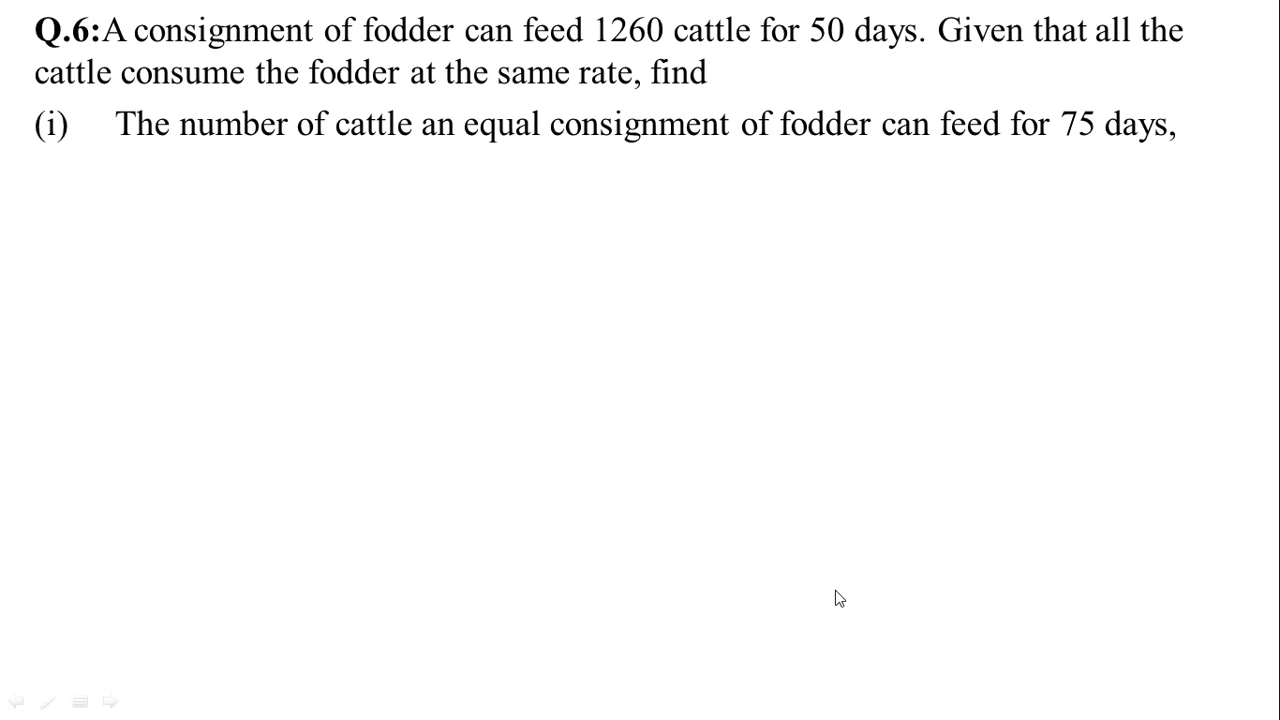 Q.6:A consignment of fodder can feed 1260 cattle for 50 days. Given that all the
cattle consume the fodder at the same rate, find
(i) The number of cattle an equal consignment of fodder can feed for 75 days,